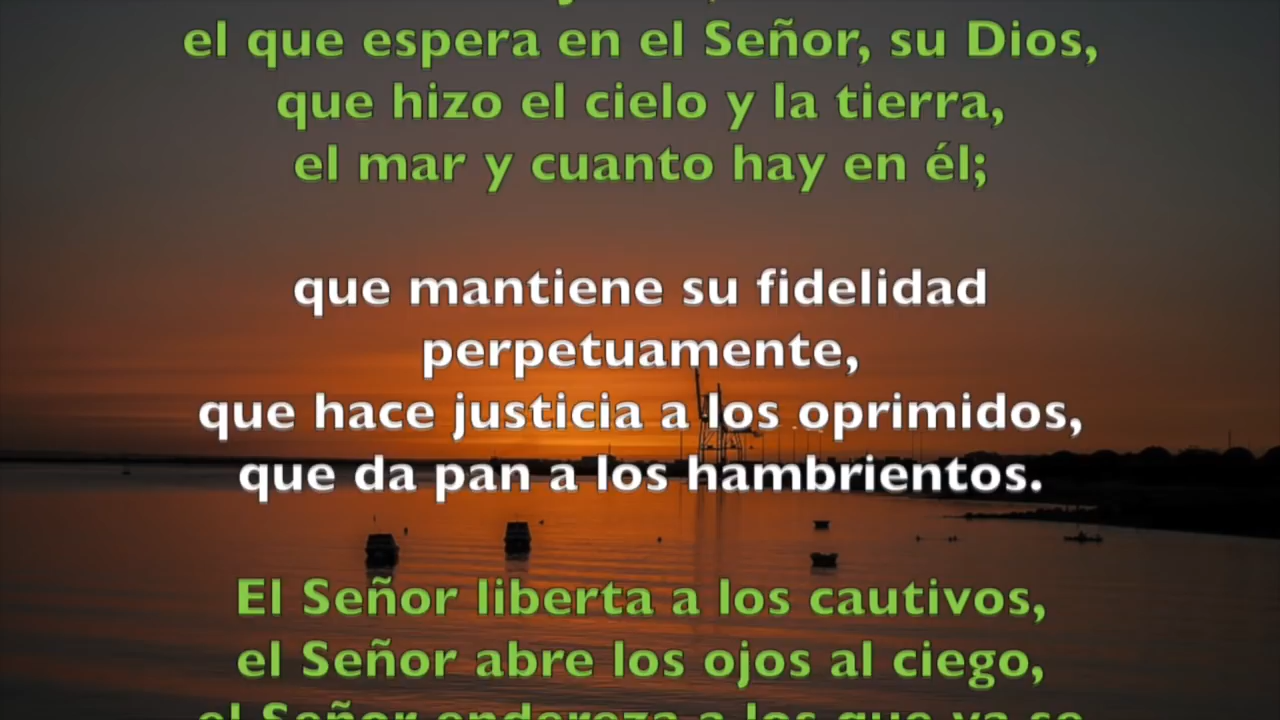 el que espera en el Señor, su Dios,
que hizo el cielo y la tierra,
el mar y cuanto hay en él;
que mantiene su fidelidad
perpetuamente,
que hace justicia a los oprimidos,
que da pan a los hambrientos.
El Señor liberta a los cautivos,
el Señor abre los ojos al ciego,
el Señor endereza a los que ya se